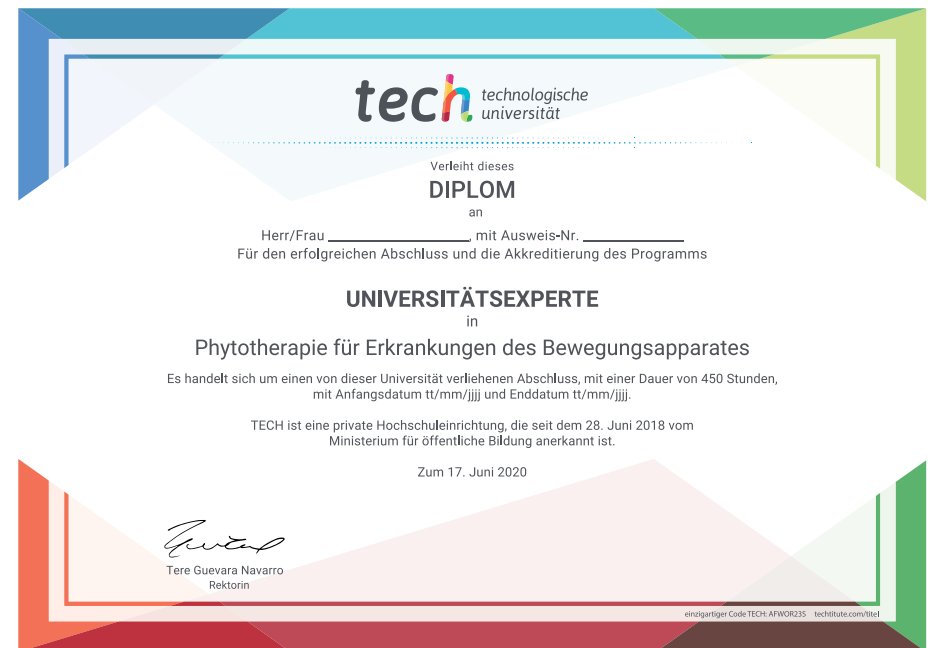 tech technologische
universität
Verleiht dieses
DIPLOM
an
Herr/Frau ____________________, mit Ausweis-Nr. ______________
Für den erfolgreichen Abschluss und die Akkreditierung des Programms
UNIVERSITÄTSEXPERTE
in
Phytotherapie für Erkrankungen des Bewegungsapparates
Es handelt sich um einen von dieser Universität verliehenen Abschluss, mit einer Dauer von 450 Stunden,
mit Anfangsdatum tt/mm/jjjj und Enddatum tt/mm/jjjj.
TECH ist eine private Hochschuleinrichtung, die seit dem 28. Juni 2018 vom
Ministerium für öffentliche Bildung anerkannt ist.
Zum 17. Juni 2020
Tere Guevara Navarro
Rektorin
einzigartiger Code TECH: AFWOR23S techtitute.com/titel